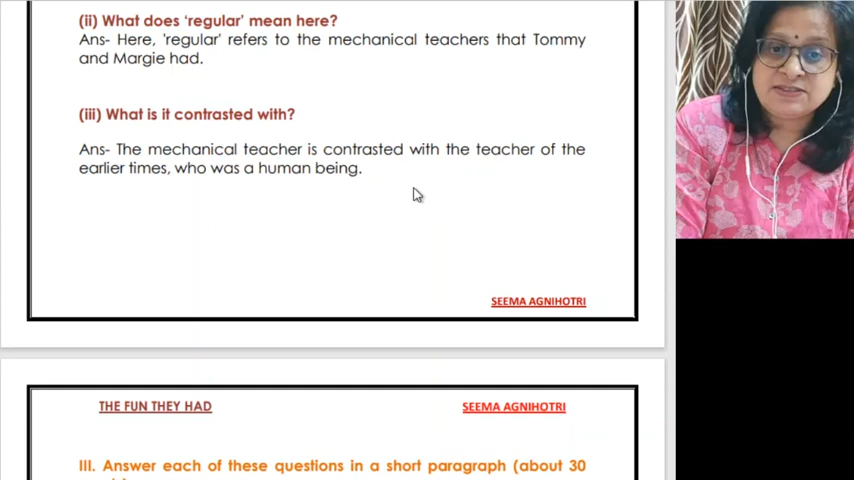 (ii) What does ‘regular’ mean here?
Ans- Here, 'regular' refers to the mechanical teachers that Tommy
and Margie had.
(iii) What is it contrasted with?
Ans- The mechanical teacher is contrasted with the teacher of the
earlier times, who was a human being.
SEEMA AGNIHOTRI
THE FUN THEY HAD SEEMA AGNIHOTRI
III. Answer each of these questions in a short paragraph (about 30